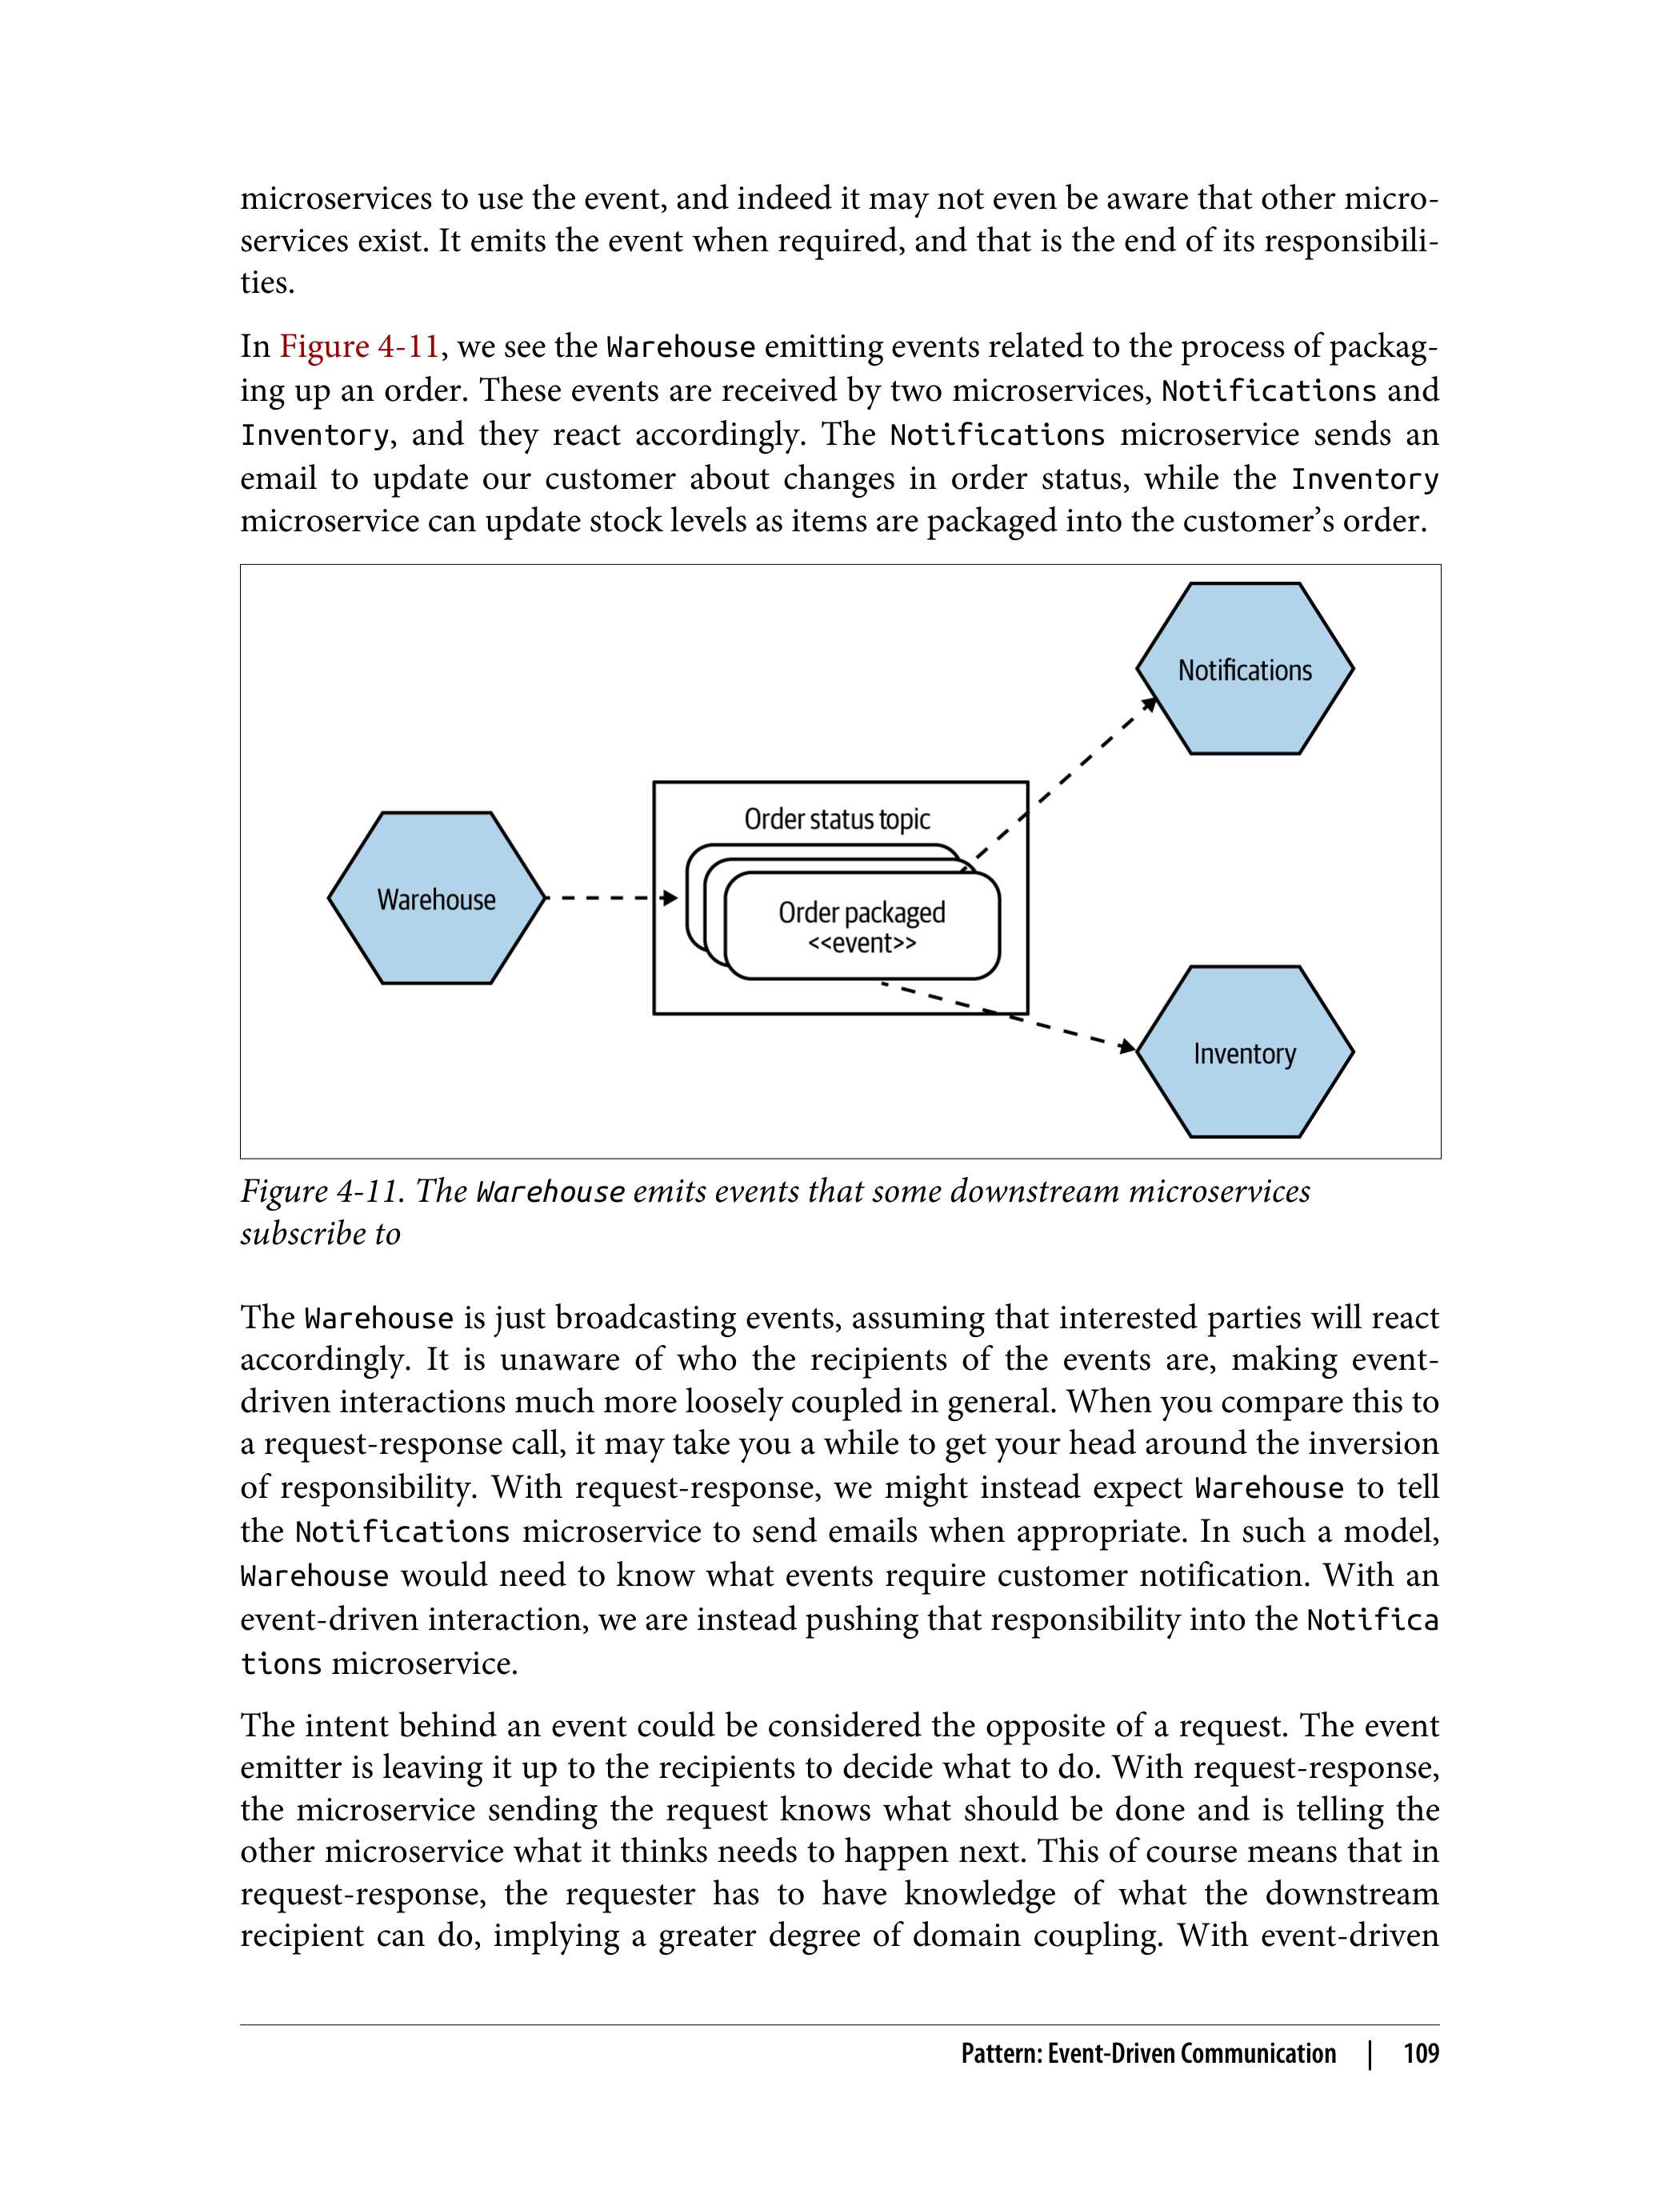 microservices to use the event, and indeed it may not even be aware that other micro-
services exist. It emits the event when required, and that is the end of its responsibili-
ties.
In Figure 4-11, we see the Warehouse emitting events related to the process of packag-
ing up an order. These events are received by two microservices, Notifications and
Inventory, and they react accordingly. The Notifications microservice sends an
email to update our customer about changes in order status, while the Inventory
microservice can update stock levels as items are packaged into the customer’s order.
Notifications
Order status topic
Warehouse
Order packaged
<<event>>
Inventory
Figure 4-11. The Warehouse emits events that some downstream microservices
subscribe to
The Warehouse is just broadcasting events, assuming that interested parties will react
accordingly. It is unaware of who the recipients of the events are, making event-
driven interactions much more loosely coupled in general. When you compare this to
a request-response call, it may take you a while to get your head around the inversion
of responsibility. With request-response, we might instead expect Warehouse to tell
the Notifications microservice to send emails when appropriate. In such a model,
Warehouse would need to know what events require customer notification. With an
event-driven interaction, we are instead pushing that responsibility into the Notifica
tions microservice.
The intent behind an event could be considered the opposite of a request. The event
emitter is leaving it up to the recipients to decide what to do. With request-response,
the microservice sending the request knows what should be done and is telling the
other microservice what it thinks needs to happen next. This of course means that in
request-response, the requester has to have knowledge of what the downstream
recipient can do, implying a greater degree of domain coupling. With event-driven
Pattern: Event-Driven Communication | 109